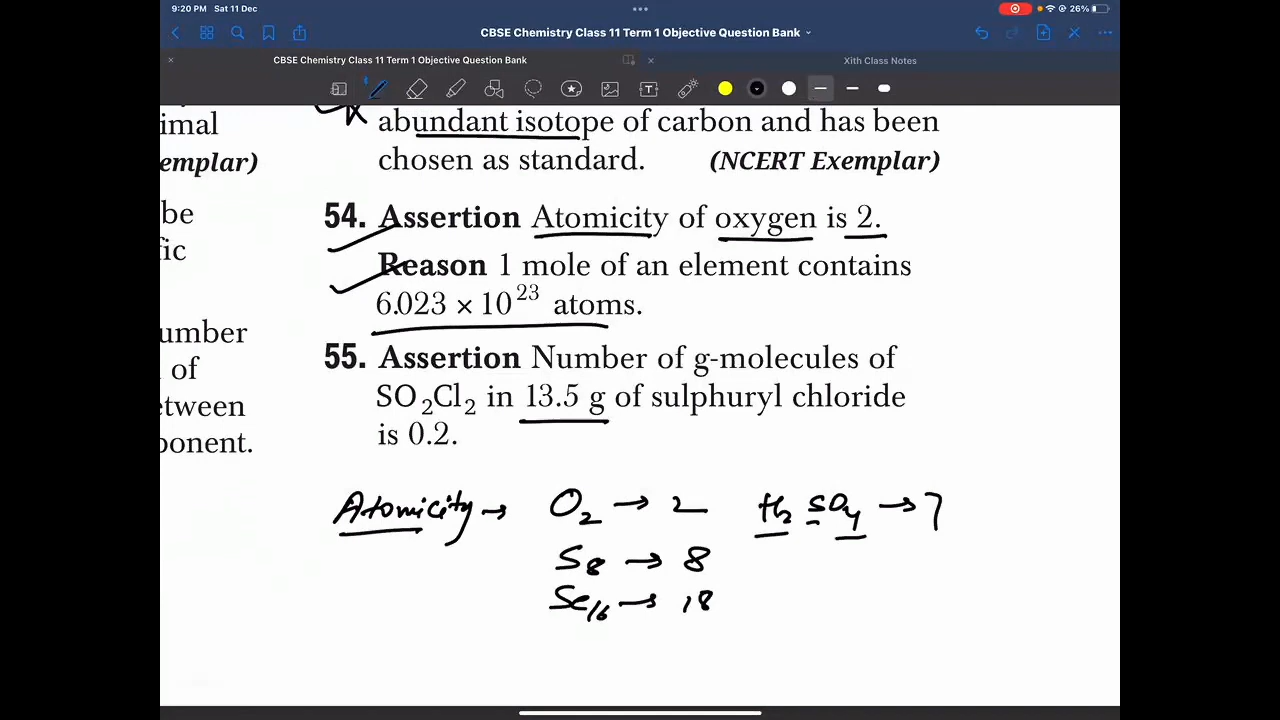 9:20 PM Sat 11 Dec
26%
CBSE Chemistry Class 11 Term 1 Objective Question Bank
CBSE Chemistry Class 11 Term 1 Objective Question Bank
Xith Class Notes
imal
emplar)
be
fic
umber
of
etween
ponent.
abundant isotope of carbon and has been
chosen as standard. (NCERT Exemplar)
54. Assertion Atomicity of oxygen is 2.
Reason 1 mole of an element contains
6.023 × 10²³ atoms.
55. Assertion Number of g-molecules of
SO₂Cl₂ in 13.5 g of sulphuryl chloride
is 0.2.
Atomicity → O₂ → 2 H₂SO₄ → 7
S₈ → 8
Se₁₆ → 18